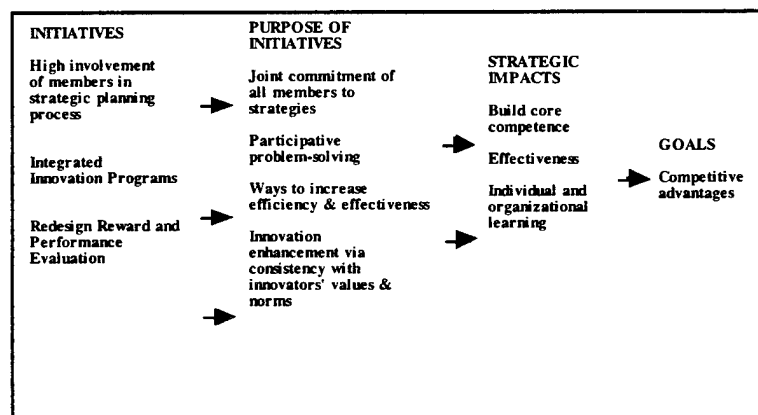 INITIATIVES
High involvement
of members in
strategic planning
process
Integrated
Innovation Programs
Redesign Reward and
Performance
Evaluation
PURPOSE OF
INITIATIVES
Joint commitment of
all members to
strategies
Participative
problem-solving
Ways to increase
efficiency & effectiveness
Innovation
enhancement via
consistency with
innovators' values &
norms
STRATEGIC
IMPACTS
Build core
competence
Effectiveness
Individual and
organizational
learning
GOALS
Competitive
advantages